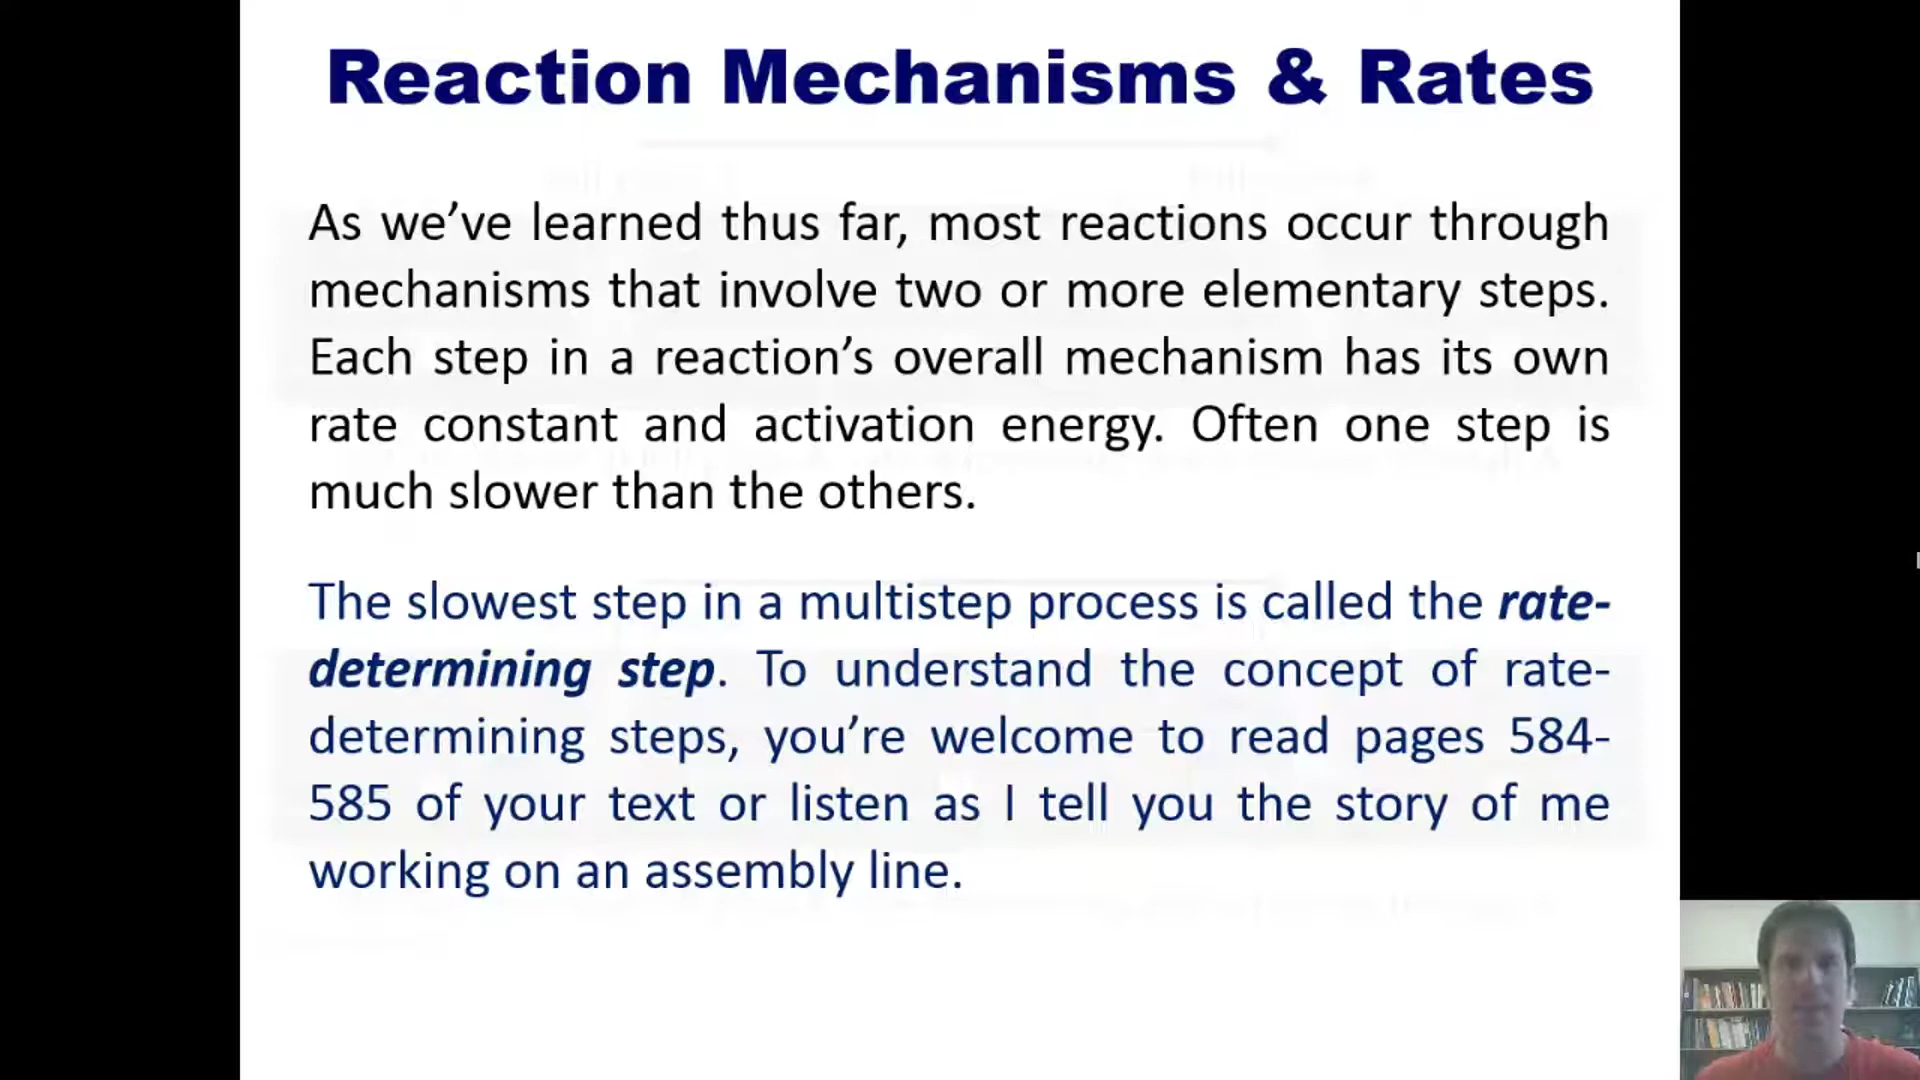 Reaction Mechanisms & Rates
As we’ve learned thus far, most reactions occur through
mechanisms that involve two or more elementary steps.
Each step in a reaction’s overall mechanism has its own
rate constant and activation energy. Often one step is
much slower than the others.
The slowest step in a multistep process is called the rate-
determining step. To understand the concept of rate-
determining steps, you’re welcome to read pages 584-
585 of your text or listen as I tell you the story of me
working on an assembly line.